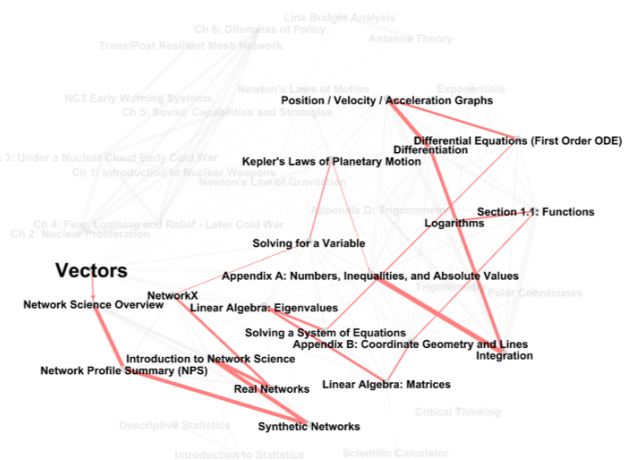 Link Budget Analysis
Ch 6: Dilemmas of Policy
Antenna Theory
Trans/Post Resilient Mesh Network
Newton's Laws of Motion
Exponentials
NC3 Early Warning Systems
Position / Velocity / Acceleration Graphs
Ch 5: Soviet Capabilities and Strategies
Differential Equations (First Order ODE)
Differentiation
3: Under a Nuclear Cloud Early Cold War
Kepler's Laws of Planetary Motion
Ch 1: Introduction to Nuclear Weapons
Newton's Law of Gravitation
Appendix D: Trigonometry
Section 1.1: Functions
Ch 4: Fear, Loathing and Relief - Later Cold War
Logarithms
Ch 2: Nuclear Proliferation
Solving for a Variable
Vectors
Appendix A: Numbers, Inequalities, and Absolute Values
Trigonometry
Polar Coordinates
NetworkX
Network Science Overview
Linear Algebra: Eigenvalues
Solving a System of Equations
Appendix B: Coordinate Geometry and Lines
Integration
Introduction to Network Science
Network Profile Summary (NPS)
Real Networks
Linear Algebra: Matrices
Critical Thinking
Descriptive Statistics
Synthetic Networks
Introduction to Statistics
Scientific Calculator